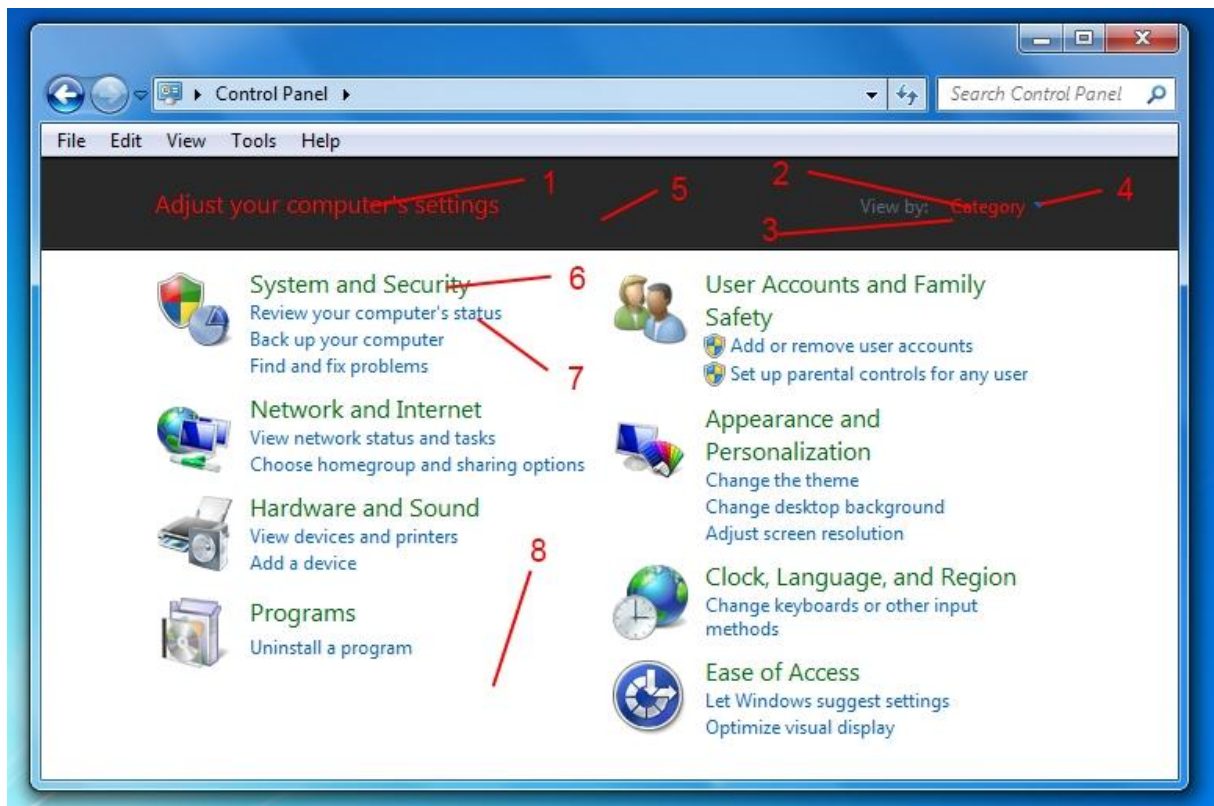 Control Panel
Search Control Panel
File Edit View Tools Help
Adjust your computer's settings
1
5
2
3
View by: Category
4
System and Security
6
Review your computer's status
Back up your computer
Find and fix problems
7
Network and Internet
View network status and tasks
Choose homegroup and sharing options
Hardware and Sound
View devices and printers
Add a device
8
Programs
Uninstall a program
User Accounts and Family
Safety
Add or remove user accounts
Set up parental controls for any user
Appearance and
Personalization
Change the theme
Change desktop background
Adjust screen resolution
Clock, Language, and Region
Change keyboards or other input
methods
Ease of Access
Let Windows suggest settings
Optimize visual display